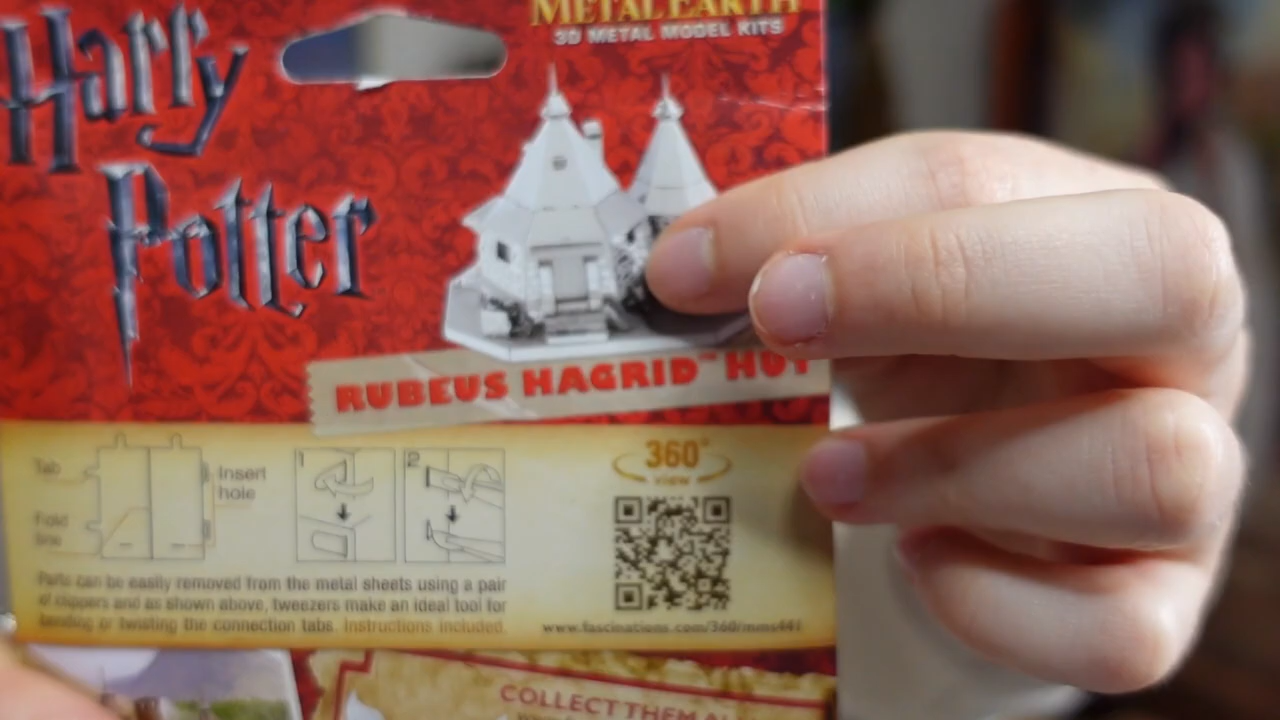 Harry
Potter
METAL EARTH
3D METAL MODEL KITS
RUBEUS HAGRID™ HUT
Tab
Insert
hole
Fold
line
1
2
360°
view
Parts can be easily removed from the metal sheets using a pair
of clippers and as shown above, tweezers make an ideal tool for
bending or twisting the connection tabs. Instructions included.
www.fascinations.com/360/mms441
COLLECT THEM